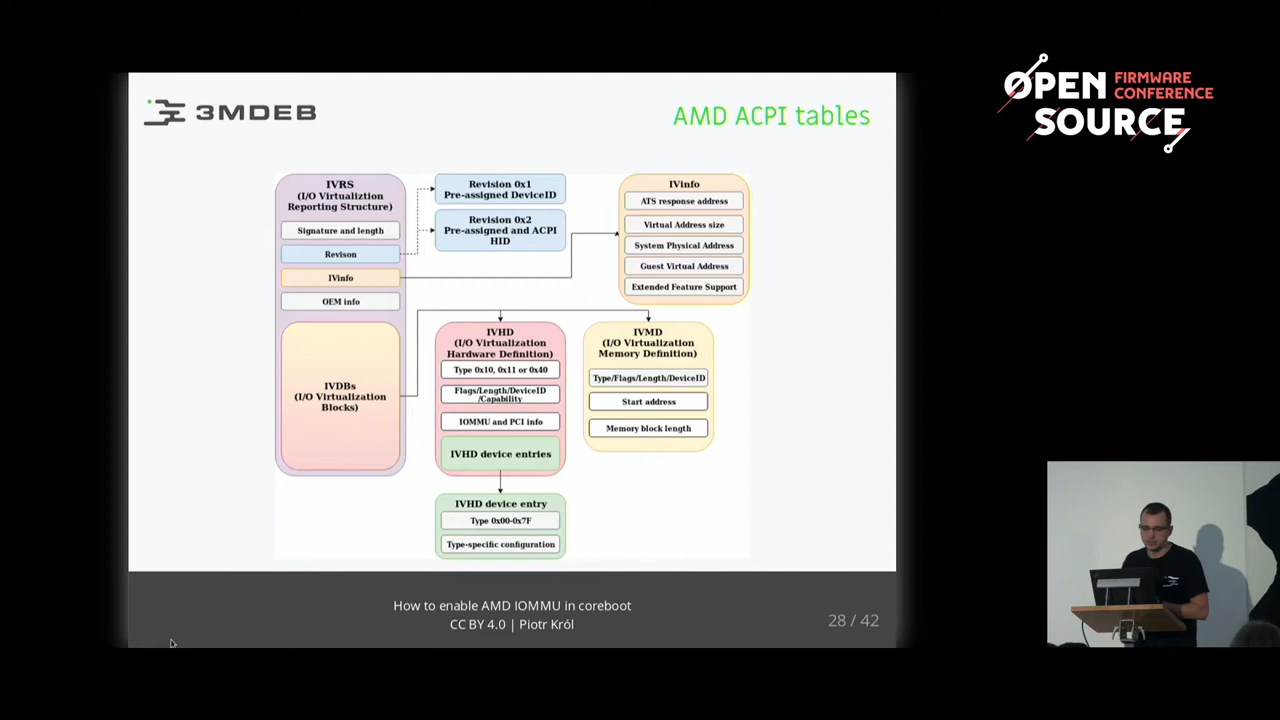 OPEN FIRMWARE CONFERENCE SOURCE
3MDEB
AMD ACPI tables
IVRS
(I/O Virtualiztion
Reporting Structure)
Signature and length
Revison
IVinfo
OEM info
IVDBs
(I/O Virtualization
Blocks)
Revision 0x1
Pre-assigned DeviceID
Revision 0x2
Pre-assigned and ACPI
HID
IVinfo
ATS response address
Virtual Address size
System Physical Address
Guest Virtual Address
Extended Feature Support
IVHD
(I/O Virtualization
Hardware Definition)
Type 0x10, 0x11 or 0x40
Flags/Length/DeviceID
/Capability
IOMMU and PCI info
IVHD device entries
IVMD
(I/O Virtualization
Memory Definition)
Type/Flags/Length/DeviceID
Start address
Memory block length
IVHD device entry
Type 0x00-0x7F
Type-specific configuration
How to enable AMD IOMMU in coreboot
CC BY 4.0 | Piotr Król
28 / 42